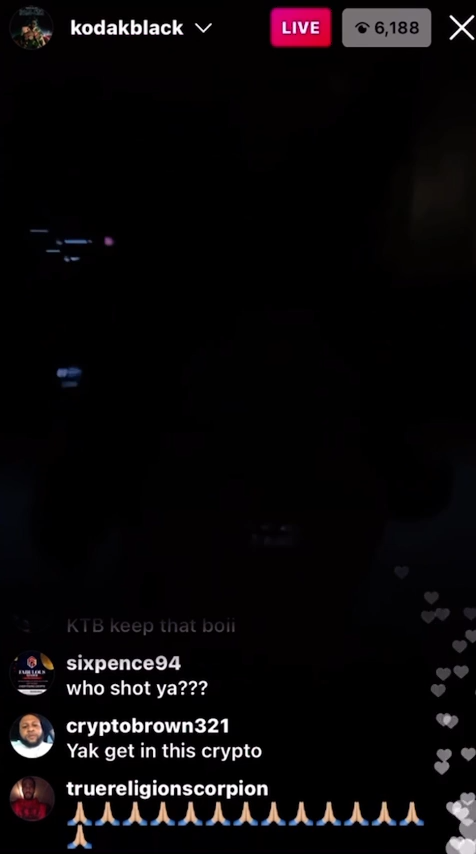 kodakblack
LIVE
6,188
KTB keep that boii
sixpence94
who shot ya???
cryptobrown321
Yak get in this crypto
truereligionscorpion
🙏🏼🙏🏼🙏🏼🙏🏼🙏🏼🙏🏼🙏🏼🙏🏼🙏🏼🙏🏼🙏🏼🙏🏼🙏🏼
🙏🏼